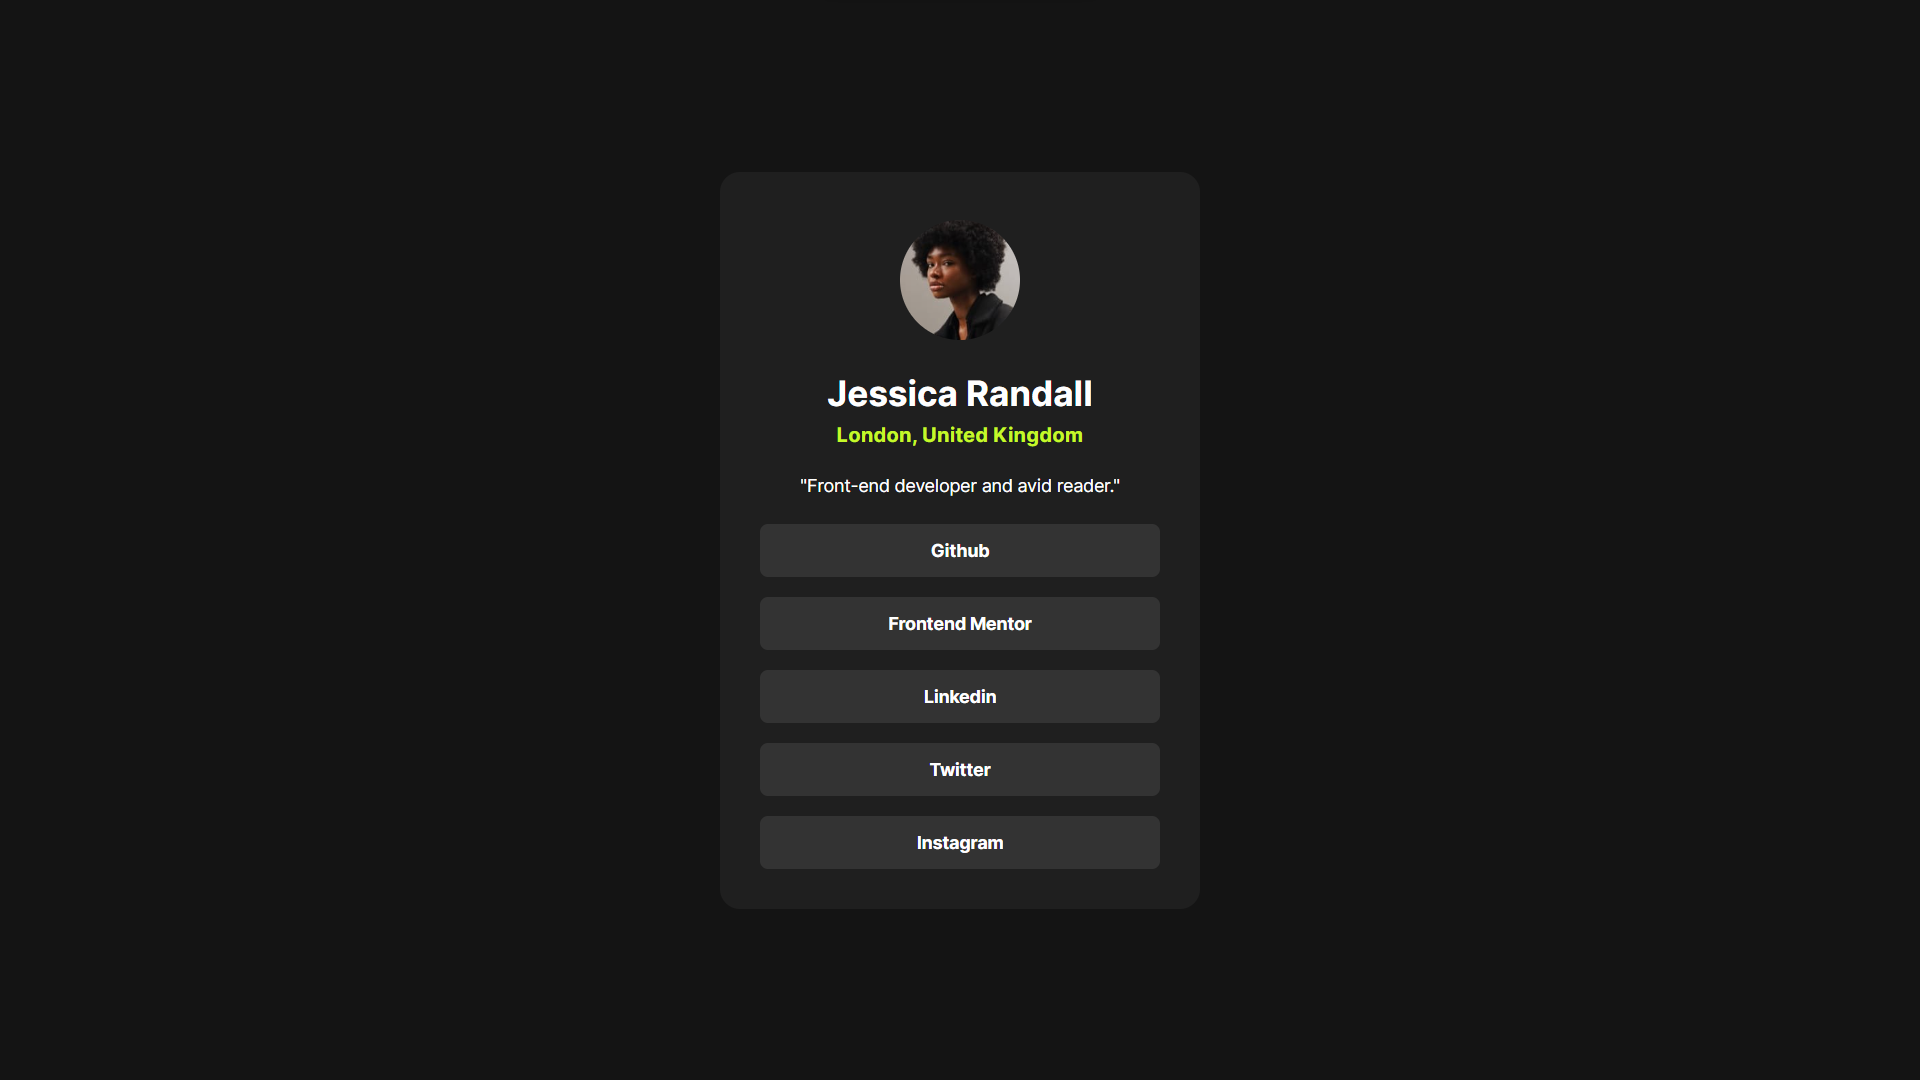 Jessica Randall
London, United Kingdom
"Front-end developer and avid reader."
Github
Frontend Mentor
Linkedin
Twitter
Instagram